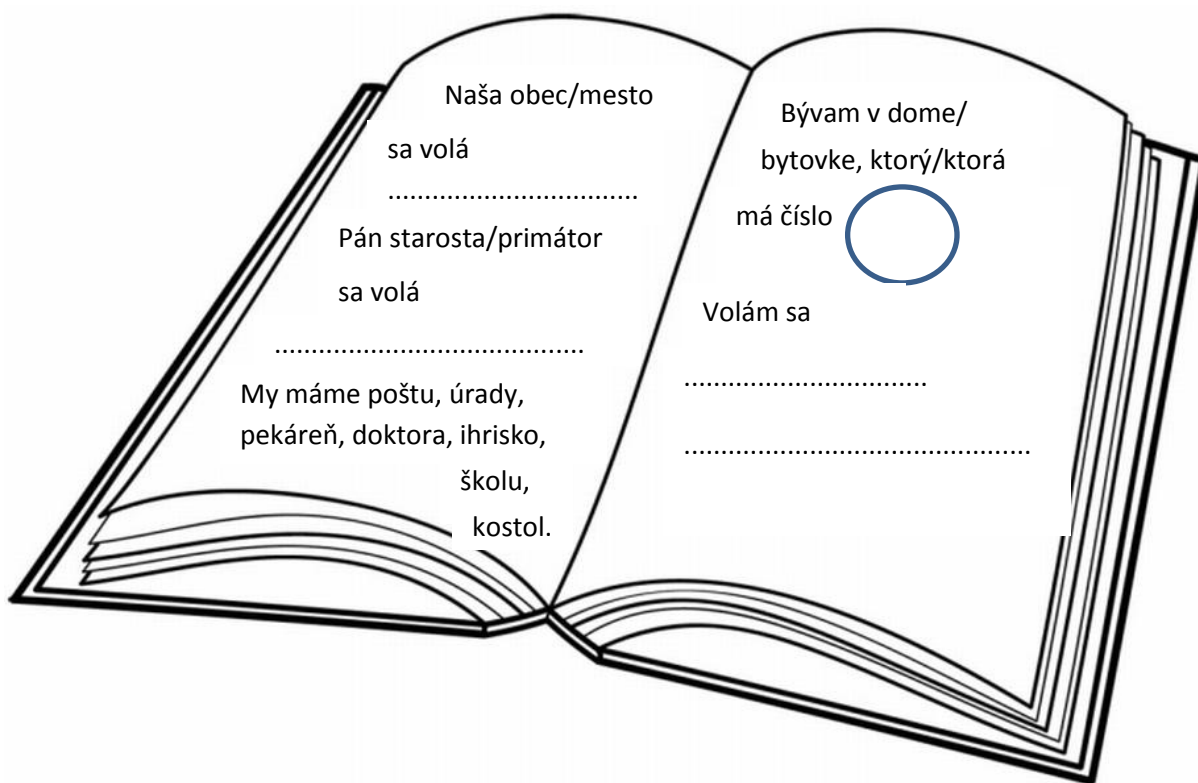 Naša obec/mesto
sa volá
..................................
Pán starosta/primátor
sa volá
..........................................
My máme poštu, úrady,
pekáreň, doktora, ihrisko,
školu,
kostol.
Bývam v dome/
bytovke, ktorý/ktorá
má číslo
Volám sa
.................................
...............................................